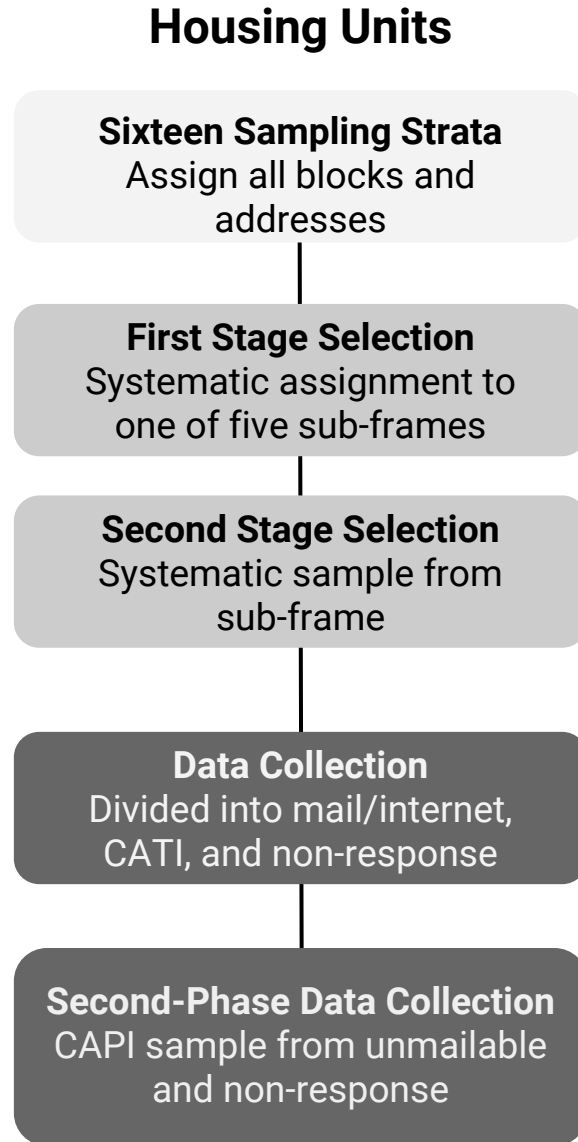 Housing Units
Sixteen Sampling Strata
Assign all blocks and
addresses
First Stage Selection
Systematic assignment to
one of five sub-frames
Second Stage Selection
Systematic sample from
sub-frame
Data Collection
Divided into mail/internet,
CATI, and non-response
Second-Phase Data Collection
CAPI sample from unmailable
and non-response